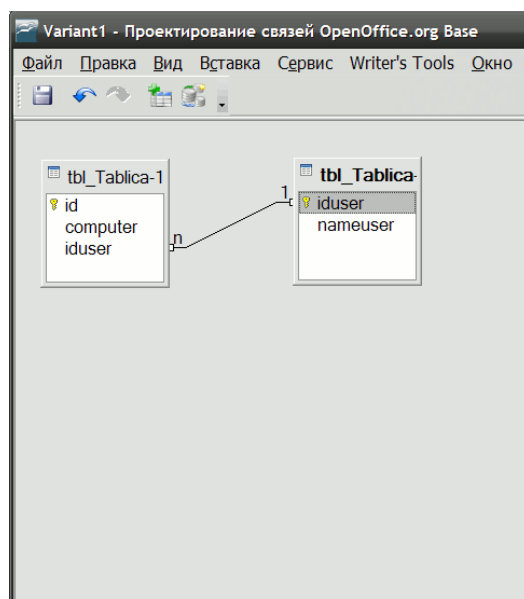 Variant1 - Проектирование связей OpenOffice.org Base
Файл Правка Вид Вставка Сервис Writer's Tools Окно
tbl_Tablica-1
id
computer
iduser
n
1
tbl_Tablica-
iduser
nameuser